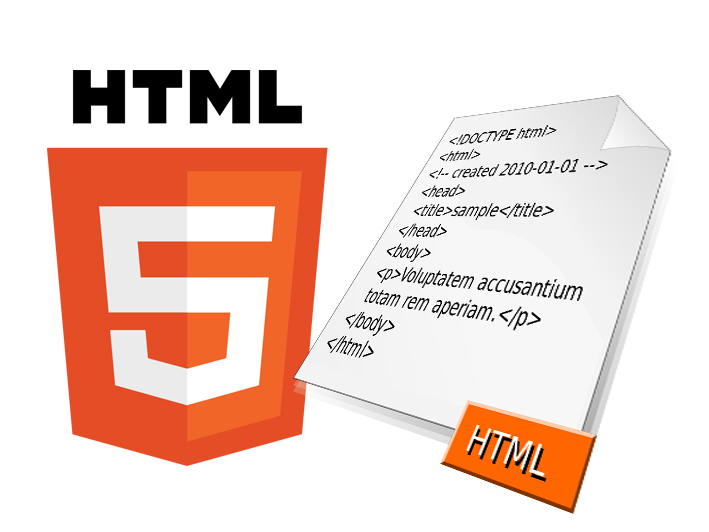 HTML
5
<!DOCTYPE html>
<html>
<!-- created 2010-01-01 -->
<head>
<title>sample</title>
</head>
<body>
<p>Voluptatem accusantium
totam rem aperiam.</p>
</body>
</html>
HTML